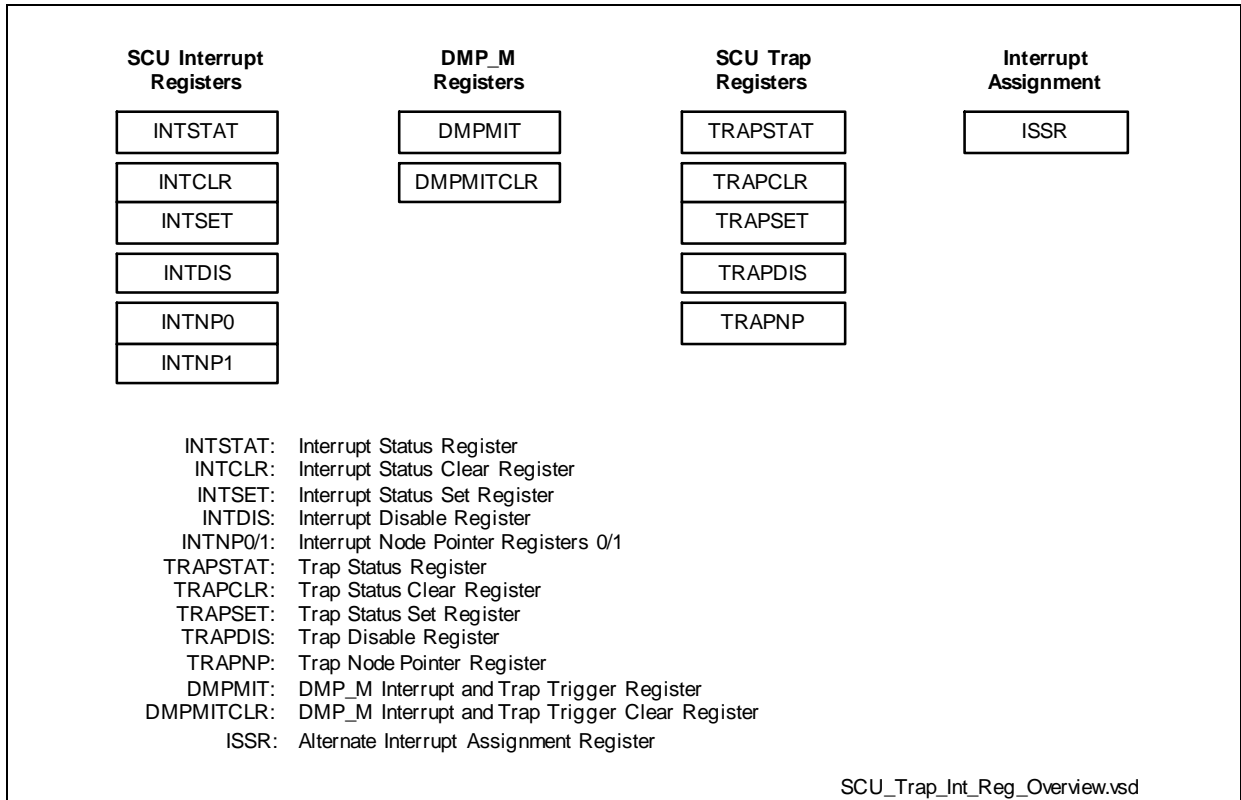 SCU Interrupt
Registers
DMP_M
Registers
SCU Trap
Registers
Interrupt
Assignment
INTSTAT
DMPMIT
TRAPSTAT
ISSR
INTCLR
DMPMITCLR
TRAPCLR
INTSET
TRAPSET
INTDIS
TRAPDIS
INTNP0
TRAPNP
INTNP1
INTSTAT: Interrupt Status Register
INTCLR: Interrupt Status Clear Register
INTSET: Interrupt Status Set Register
INTDIS: Interrupt Disable Register
INTNP0/1: Interrupt Node Pointer Registers 0/1
TRAPSTAT: Trap Status Register
TRAPCLR: Trap Status Clear Register
TRAPSET: Trap Status Set Register
TRAPDIS: Trap Disable Register
TRAPNP: Trap Node Pointer Register
DMPMIT: DMP_M Interrupt and Trap Trigger Register
DMPMITCLR: DMP_M Interrupt and Trap Trigger Clear Register
ISSR: Alternate Interrupt Assignment Register
SCU_Trap_Int_Reg_Overview.vsd